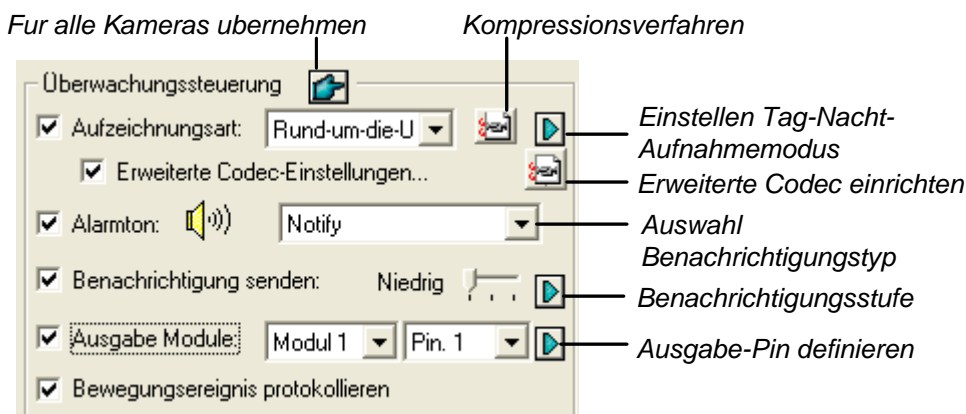 Fur alle Kameras ubernehmen
Kompressionsverfahren
Überwachungssteuerung
Aufzeichnungsart: Rund-um-die-U
Einstellen Tag-Nacht-
Aufnahmemodus
Erweiterte Codec-Einstellungen...
Erweiterte Codec einrichten
Alarmton: Notify
Auswahl
Benachrichtigungstyp
Benachrichtigung senden: Niedrig
Benachrichtigungsstufe
Ausgabe Module: Modul 1 Pin. 1
Ausgabe-Pin definieren
Bewegungsereignis protokollieren